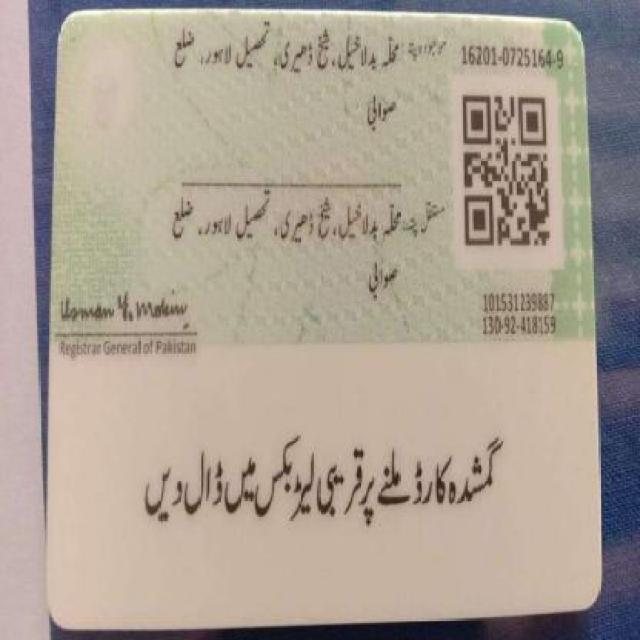 16201-0725164-9
موجودہ پتہ: محلہ بدلاخیل، شیخ ڈھیری، تحصیل لاہور، ضلع
صوابی
مستقل پتہ: محلہ بدلاخیل، شیخ ڈھیری، تحصیل لاہور، ضلع
صوابی
101531239887
130-92-418159
Usman Y. Mobin
Registrar General of Pakistan
گمشدہ کارڈ ملنے پر قریبی لیٹر بکس میں ڈال دیں